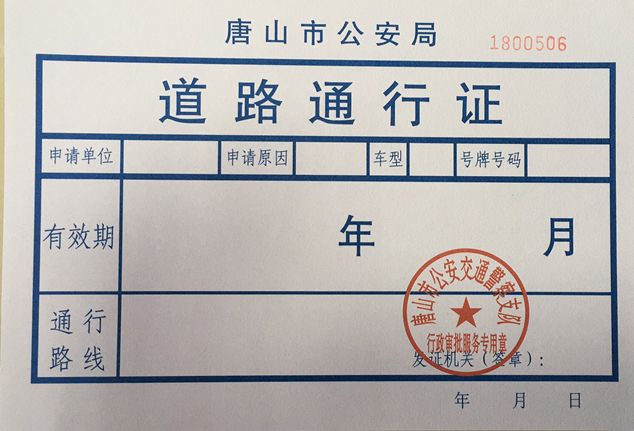 唐山市公安局
1800506
道路通行证
申请单位 申请原因 车型 号牌号码
有效期 年 月
通行
路线
唐山市公安交通警察支队
行政审批服务专用章
发证机关（签章）：
年 月 日